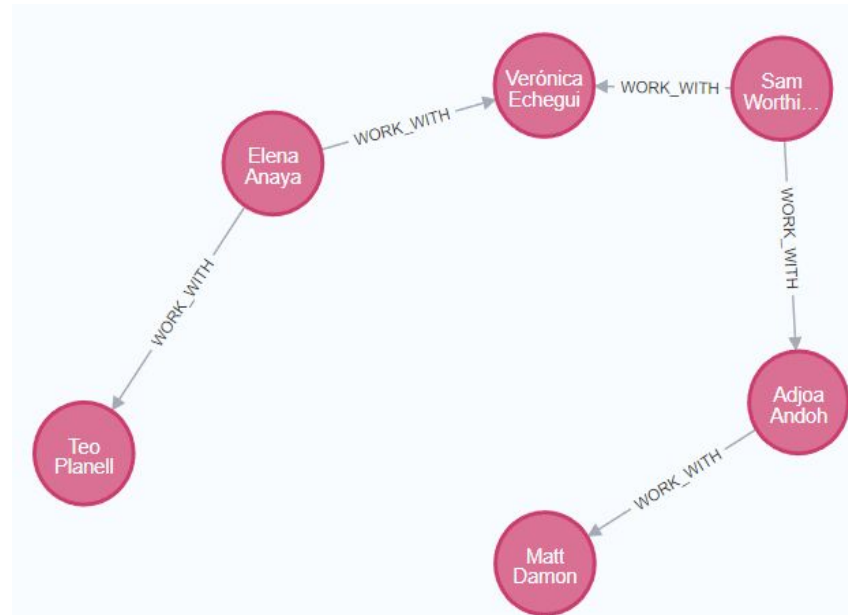 Verónica
Echegui
WORK_WITH
Sam
Worthi...
WORK_WITH
Elena
Anaya
WORK_WITH
WORK_WITH
Adjoa
Andoh
Teo
Planell
WORK_WITH
Matt
Damon